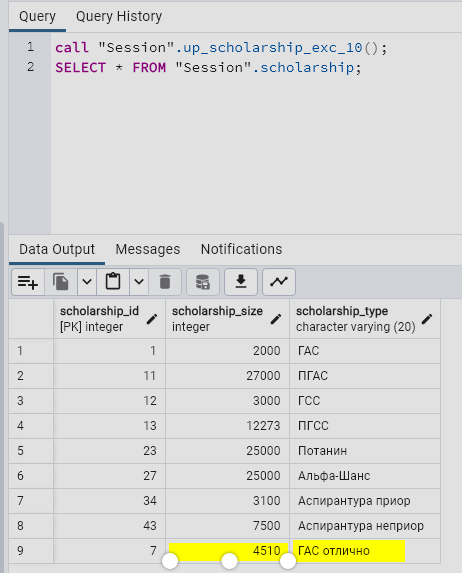 Query Query History
1 call "Session".up_scholarship_exc_10();
2 SELECT * FROM "Session".scholarship;
Data Output Messages Notifications
scholarship_id scholarship_size scholarship_type
[PK] integer integer character varying (20)
1 1 2000 ГАС
2 11 27000 ПГАС
3 12 3000 ГСС
4 13 12273 ПГСС
5 23 25000 Потанин
6 27 25000 Альфа-Шанс
7 34 3100 Аспирантура приор
8 43 7500 Аспирантура неприор
9 7 4510 ГАС отлично